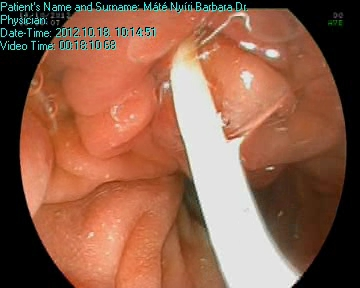 Patient's Name and Surname: Máté Nyíri Barbara Dr.
Physician:
Date-Time: 2012.10.18. 10:14:51
Video Time: 00:18:10.68